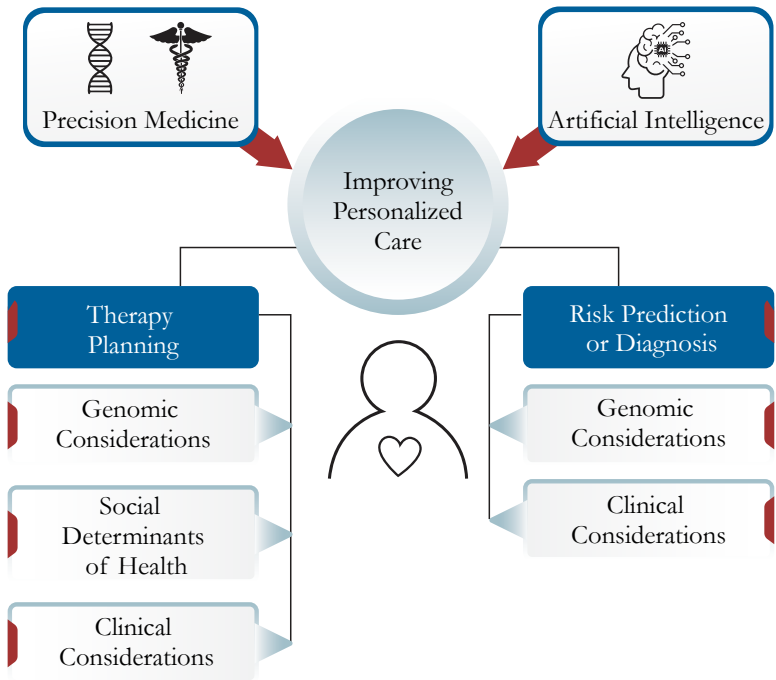 Precision Medicine
AI
Artificial Intelligence
Improving
Personalized
Care
Therapy
Planning
Genomic
Considerations
Social
Determinants
of Health
Clinical
Considerations
Risk Prediction
or Diagnosis
Genomic
Considerations
Clinical
Considerations